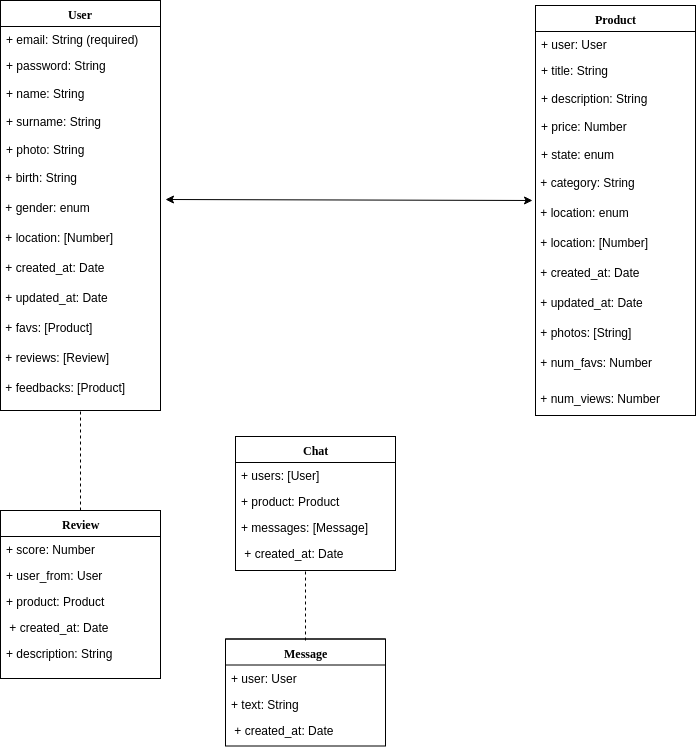 User
+ email: String (required)
+ password: String
+ name: String
+ surname: String
+ photo: String
+ birth: String
+ gender: enum
+ location: [Number]
+ created_at: Date
+ updated_at: Date
+ favs: [Product]
+ reviews: [Review]
+ feedbacks: [Product]
Product
+ user: User
+ title: String
+ description: String
+ price: Number
+ state: enum
+ category: String
+ location: enum
+ location: [Number]
+ created_at: Date
+ updated_at: Date
+ photos: [String]
+ num_favs: Number
+ num_views: Number
Chat
+ users: [User]
+ product: Product
+ messages: [Message]
+ created_at: Date
Review
+ score: Number
+ user_from: User
+ product: Product
+ created_at: Date
+ description: String
Message
+ user: User
+ text: String
+ created_at: Date